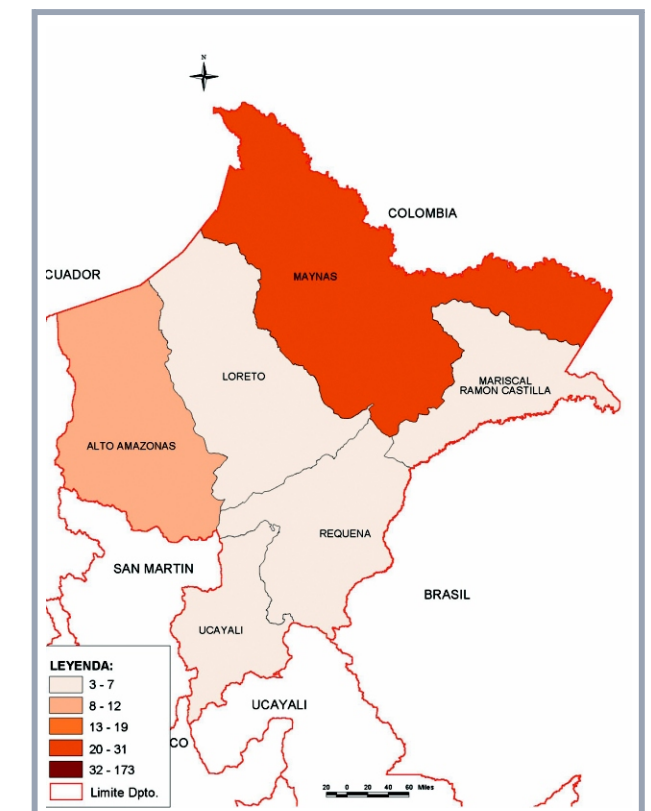 N
COLOMBIA
CUADOR
MAYNAS
LORETO
MARISCAL
RAMON CASTILLA
ALTO AMAZONAS
REQUENA
SAN MARTIN
BRASIL
UCAYALI
LEYENDA:
3 - 7
8 - 12
13 - 19
20 - 31
32 - 173
Limite Dpto.
UCAYALI
CO
20 0 20 40 60 Miles